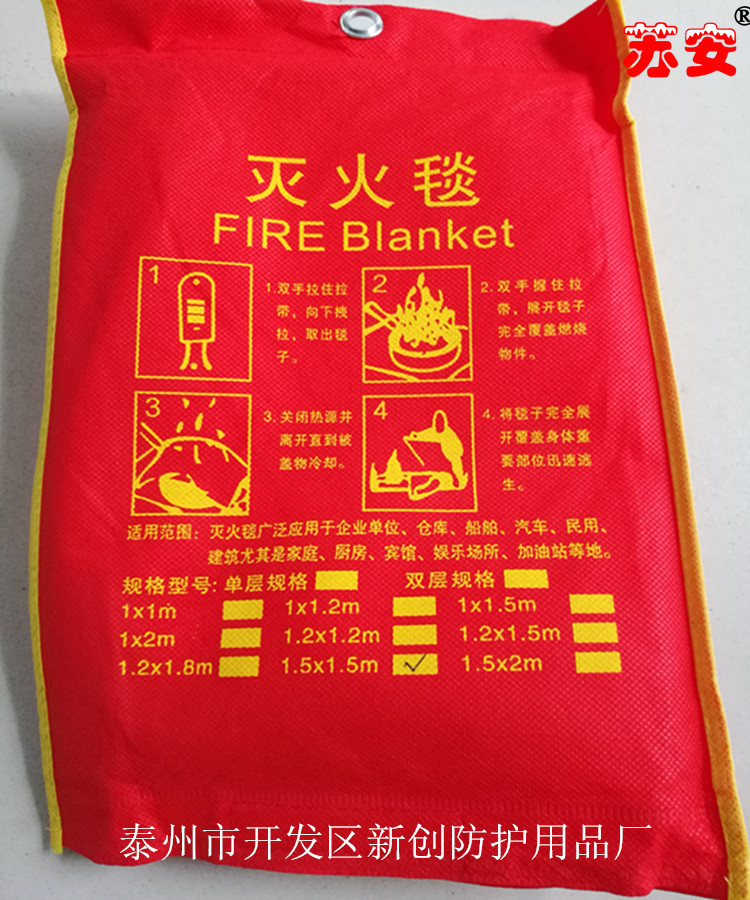 苏安®
灭火毯
FIRE Blanket
1
1.双手拉住拉
带，向下拽
拉，取出毯
子。
2
2.双手握住拉
带，展开毯子
完全覆盖燃烧
物件。
3
3.关闭热源并
离开直到被
盖物冷却。
4
4.将毯子完全展
开覆盖身体重
要部位迅速逃
生。
适用范围：灭火毯广泛应用于企业单位、仓库、船舶、汽车、民用、
建筑尤其是家庭、厨房、宾馆、娱乐场所、加油站等地。
规格型号：单层规格 双层规格
1x1m 1x1.2m 1x1.5m
1x2m 1.2x1.2m 1.2x1.5m
1.2x1.8m 1.5x1.5m ✓ 1.5x2m
泰州市开发区新创防护用品厂